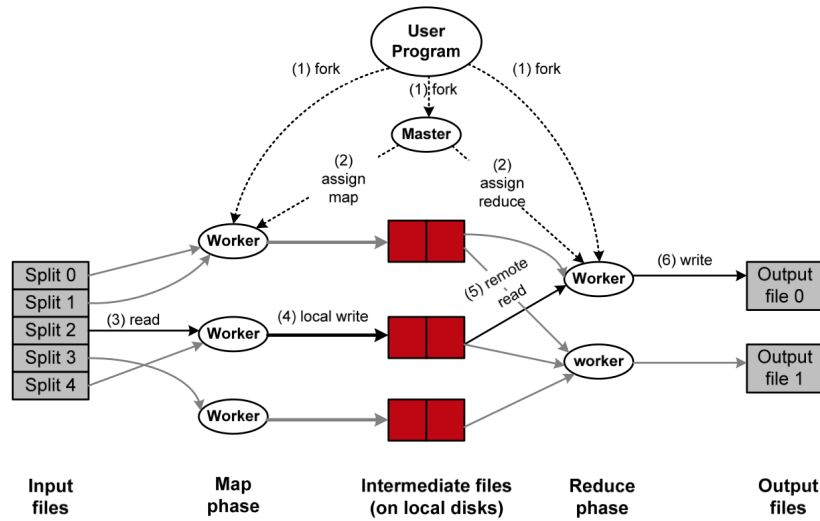 User
Program
(1) fork
(1) fork
(1) fork
Master
(2)
assign
map
(2)
assign
reduce
Worker
Split 0
Split 1
Split 2
Split 3
Split 4
(3) read
Worker
(4) local write
Worker
(5) remote
read
Worker
(6) write
Output
file 0
worker
Output
file 1
Input
files
Map
phase
Intermediate files
(on local disks)
Reduce
phase
Output
files